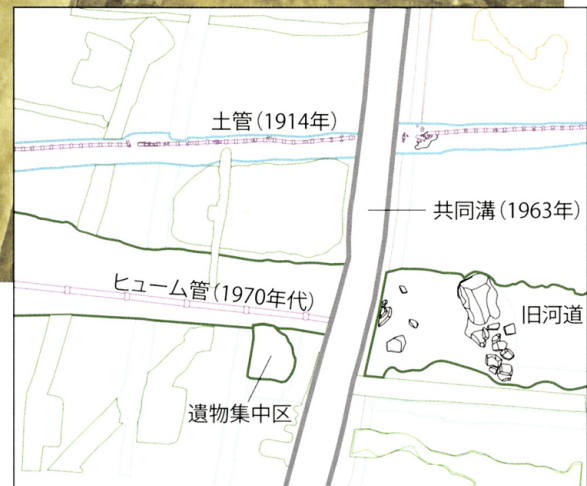 土管（1914年）
共同溝（1963年）
ヒューム管（1970年代）
旧河道
遺物集中区